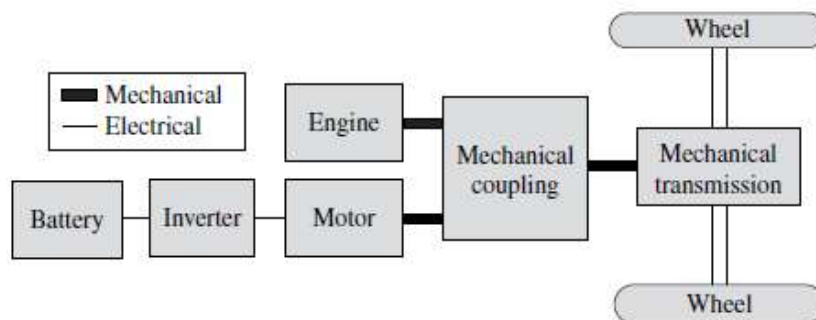 Wheel
Mechanical
Electrical
Engine
Mechanical
coupling
Mechanical
transmission
Battery
Inverter
Motor
Wheel